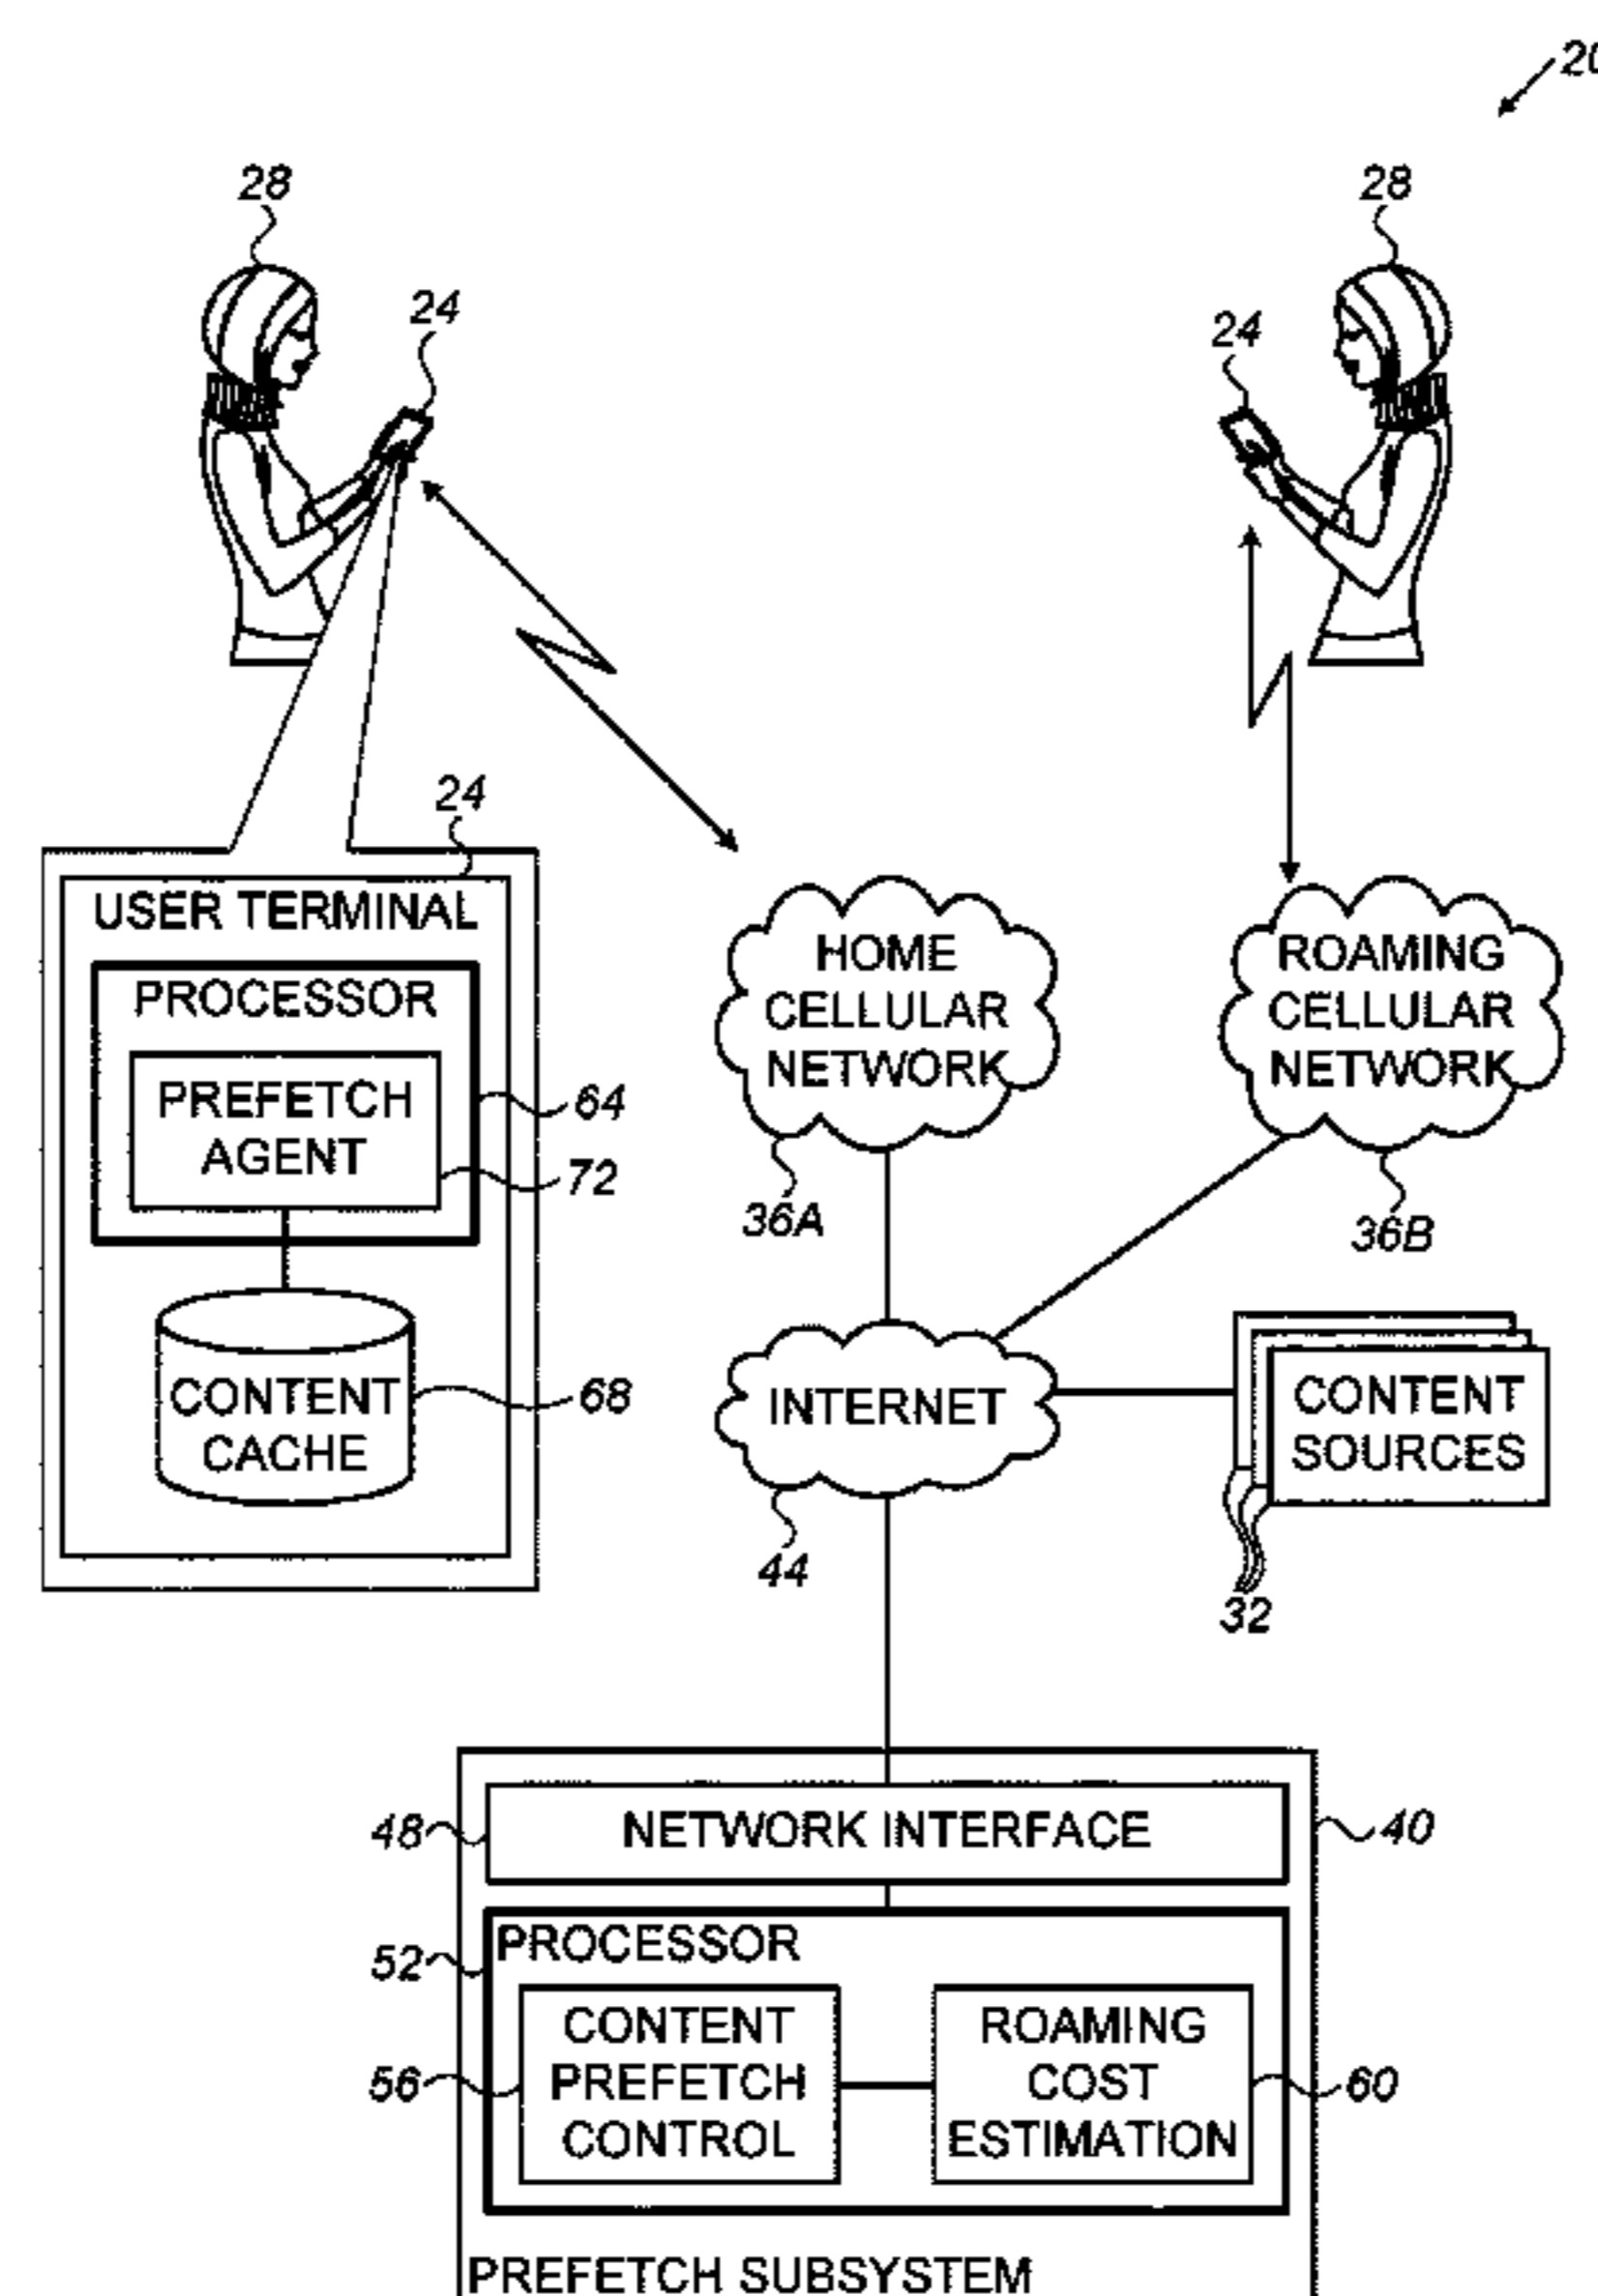 20
28
28
24
24
24
USER TERMINAL
PROCESSOR
PREFETCH
AGENT
64
72
CONTENT
CACHE
68
HOME
CELLULAR
NETWORK
36A
ROAMING
CELLULAR
NETWORK
36B
INTERNET
44
CONTENT
SOURCES
32
48
NETWORK INTERFACE
40
52
PROCESSOR
56
CONTENT
PREFETCH
CONTROL
ROAMING
COST
ESTIMATION
60
PREFETCH SUBSYSTEM